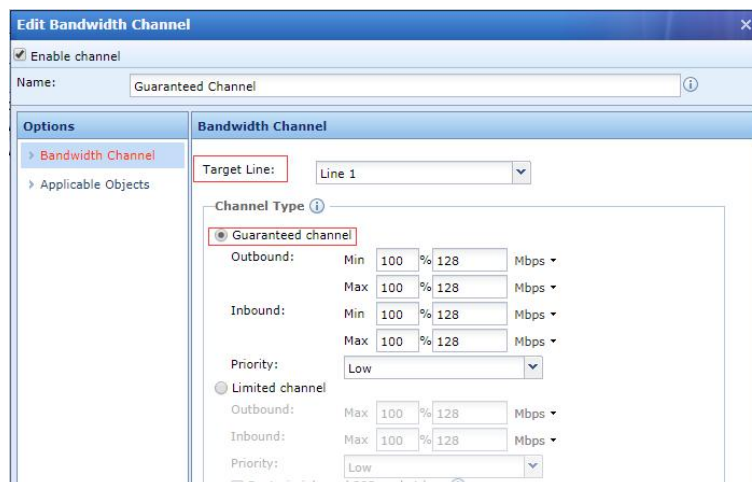 Edit Bandwidth Channel
Enable channel
Name: Guaranteed Channel
Options
Bandwidth Channel
Applicable Objects
Bandwidth Channel
Target Line: Line 1
Channel Type
Guaranteed channel
Outbound: Min 100 % 128 Mbps
Max 100 % 128 Mbps
Inbound: Min 100 % 128 Mbps
Max 100 % 128 Mbps
Priority: Low
Limited channel
Outbound: Max 100 % 128 Mbps
Inbound: Max 100 % 128 Mbps
Priority: Low